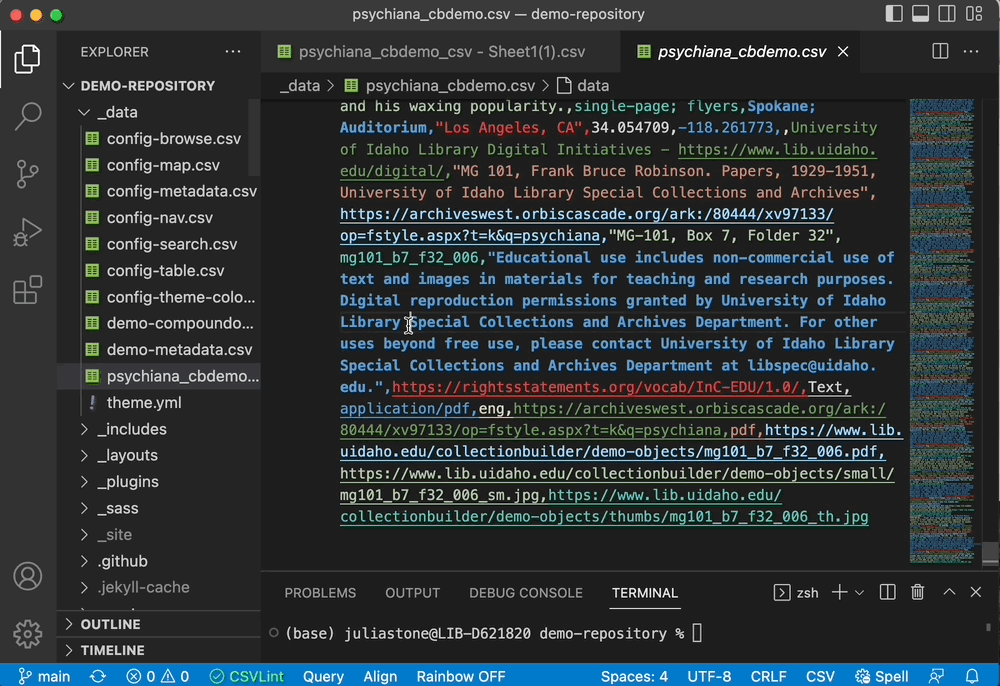 psychiana_cbdemo.csv — demo-repository
EXPLORER
psychiana_cbdemo_csv - Sheet1(1).csv
psychiana_cbdemo.csv
DEMO-REPOSITORY
_data > psychiana_cbdemo.csv > data
_data
config-browse.csv
config-map.csv
config-metadata.csv
config-nav.csv
config-search.csv
config-table.csv
config-theme-colo...
demo-compoundo...
demo-metadata.csv
psychiana_cbdemo...
theme.yml
_includes
_layouts
_plugins
_sass
_site
.github
.jekyll-cache
OUTLINE
TIMELINE
and his waxing popularity.,single-page; flyers,Spokane;
Auditorium,"Los Angeles, CA",34.054709,-118.261773,,University
of Idaho Library Digital Initiatives - https://www.lib.uidaho.
edu/digital/,"MG 101, Frank Bruce Robinson. Papers, 1929-1951,
University of Idaho Library Special Collections and Archives",
https://archiveswest.orbiscascade.org/ark:/80444/xv97133/
op=fstyle.aspx?t=k&q=psychiana,"MG-101, Box 7, Folder 32",
mg101_b7_f32_006,"Educational use includes non-commercial use of
text and images in materials for teaching and research purposes.
Digital reproduction permissions granted by University of Idaho
Library Special Collections and Archives Department. For other
uses beyond free use, please contact University of Idaho Library
Special Collections and Archives Department at libspec@uidaho.
edu.",https://rightsstatements.org/vocab/InC-EDU/1.0/,Text,
application/pdf,eng,https://archiveswest.orbiscascade.org/ark:/
80444/xv97133/op=fstyle.aspx?t=k&q=psychiana,pdf,https://www.lib.
uidaho.edu/collectionbuilder/demo-objects/mg101_b7_f32_006.pdf,
https://www.lib.uidaho.edu/collectionbuilder/demo-objects/small/
mg101_b7_f32_006_sm.jpg,https://www.lib.uidaho.edu/
collectionbuilder/demo-objects/thumbs/mg101_b7_f32_006_th.jpg
PROBLEMS OUTPUT DEBUG CONSOLE TERMINAL zsh
(base) juliastone@LIB-D621820 demo-repository %
main 0 0 CSVLint Query Align Rainbow OFF Spaces: 4 UTF-8 CRLF CSV Spell